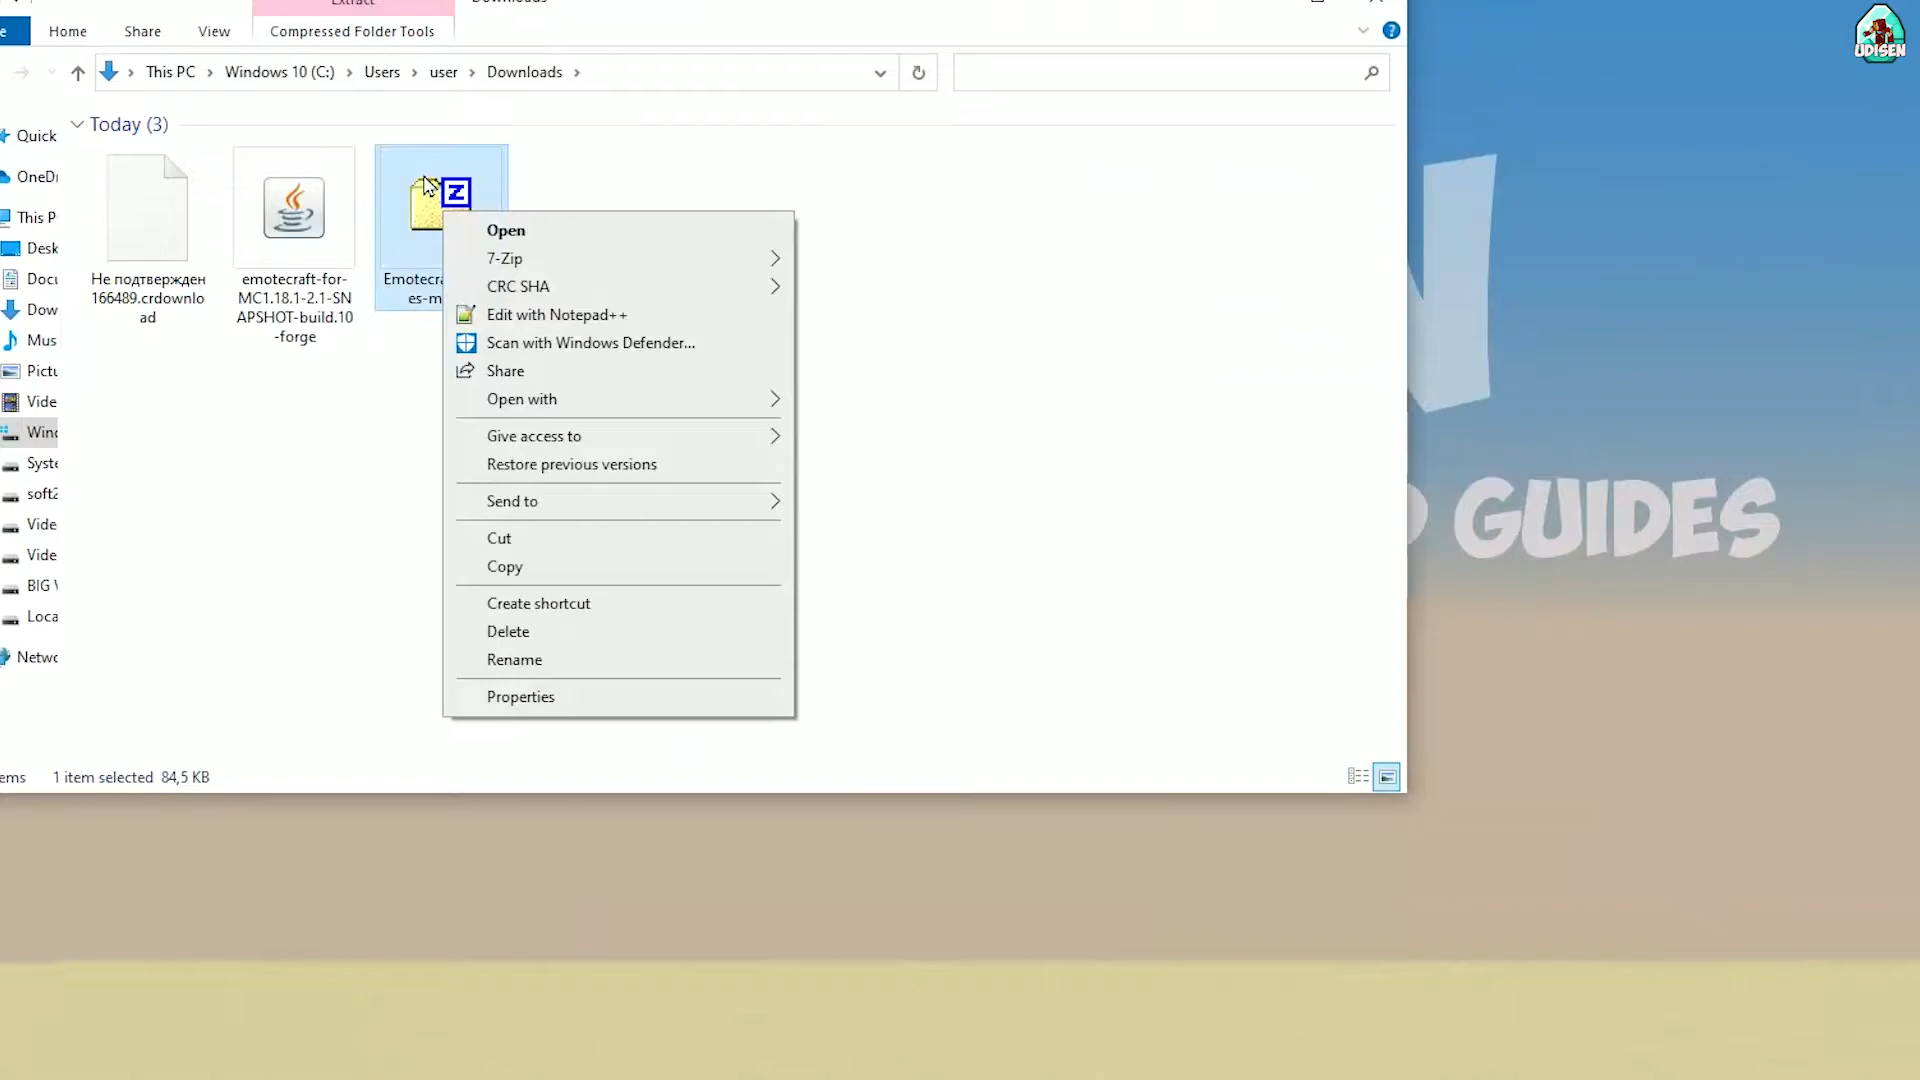 Extract
Downloads
Home
Share
View
Compressed Folder Tools
This PC
Windows 10 (C:)
Users
user
Downloads
Today (3)
Quick
OneDr
This P
Desk
Docu
Dow
Mus
Pictu
Vide
Wind
Syste
soft2
Vide
Vide
BIG
Loca
Netwo
Не подтвержден
166489.crdownlo
ad
emotecraft-for-
MC1.18.1-2.1-SN
APSHOT-build.10
-forge
Emotecra
es-m
Z
Open
7-Zip
CRC SHA
Edit with Notepad++
Scan with Windows Defender...
Share
Open with
Give access to
Restore previous versions
Send to
Cut
Copy
Create shortcut
Delete
Rename
Properties
ems
1 item selected 84,5 KB
UDISEN
N
GUIDES